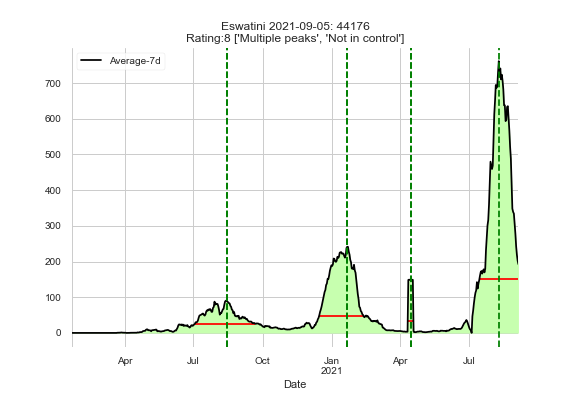 Eswatini 2021-09-05: 44176
Rating:8 ['Multiple peaks', 'Not in control']
Average-7d
700
600
500
400
300
200
100
0
Apr
Jul
Oct
Jan
2021
Apr
Jul
Date